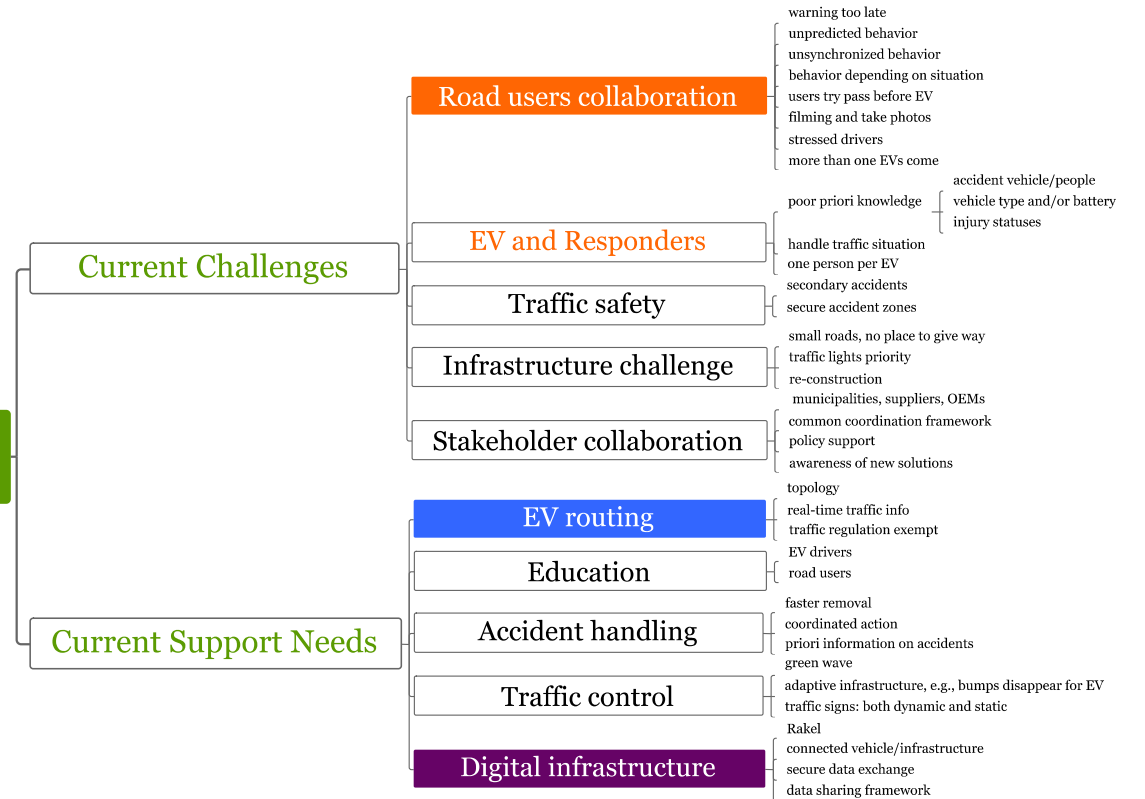 Current Challenges
Road users collaboration
warning too late
unpredicted behavior
unsynchronized behavior
behavior depending on situation
users try pass before EV
filming and take photos
stressed drivers
more than one EVs come
EV and Responders
poor priori knowledge
accident vehicle/people
vehicle type and/or battery
injury statuses
handle traffic situation
one person per EV
Traffic safety
secondary accidents
secure accident zones
Infrastructure challenge
small roads, no place to give way
traffic lights priority
re-construction
Stakeholder collaboration
municipalities, suppliers, OEMs
common coordination framework
policy support
awareness of new solutions
Current Support Needs
EV routing
topology
real-time traffic info
traffic regulation exempt
Education
EV drivers
road users
Accident handling
faster removal
coordinated action
priori information on accidents
Traffic control
green wave
adaptive infrastructure, e.g., bumps disappear for EV
traffic signs: both dynamic and static
Digital infrastructure
Rakel
connected vehicle/infrastructure
secure data exchange
data sharing framework